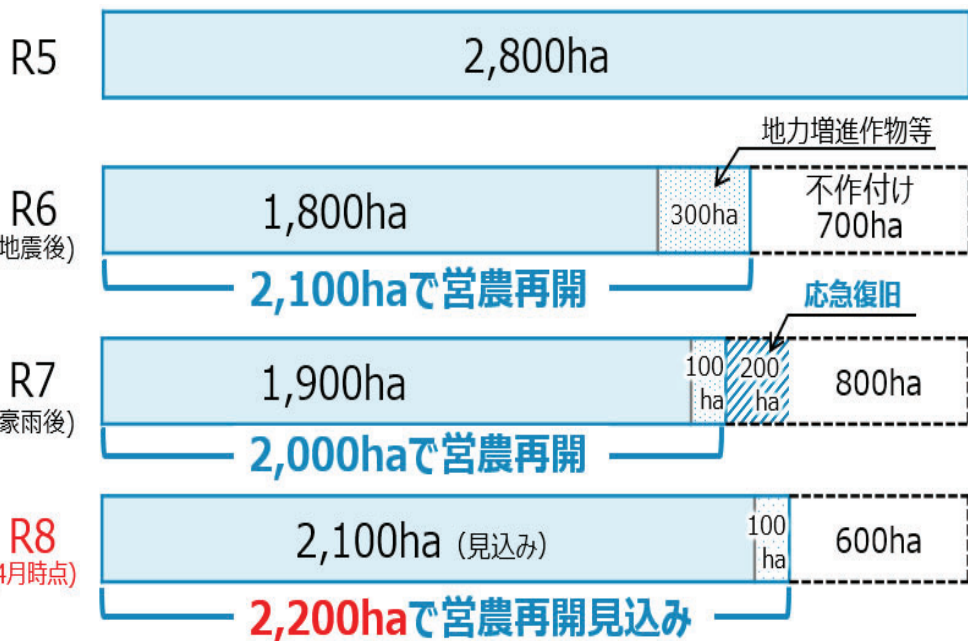 R5
2,800ha
地力増進作物等
R6
地震後)
1,800ha
300ha
不作付け
700ha
2,100haで営農再開
応急復旧
R7
豪雨後)
1,900ha
100
ha
200
ha
800ha
2,000haで営農再開
R8
4月時点)
2,100ha（見込み）
100
ha
600ha
2,200haで営農再開見込み